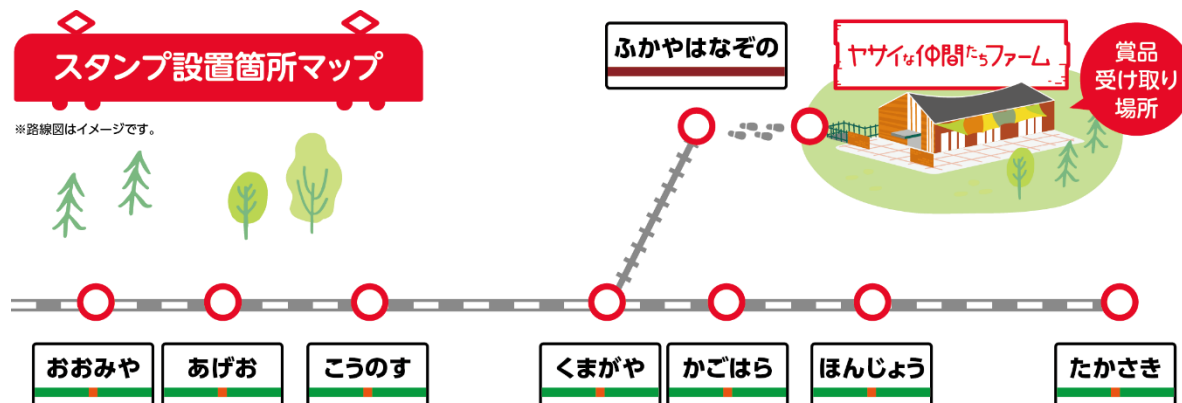 スタンプ設置箇所マップ
※路線図はイメージです。
ふかやはなぞの
ヤサイな仲間たちファーム
賞品
受け取り
場所
おおみや
あげお
こうのす
くまがや
かごはら
ほんじょう
たかさき